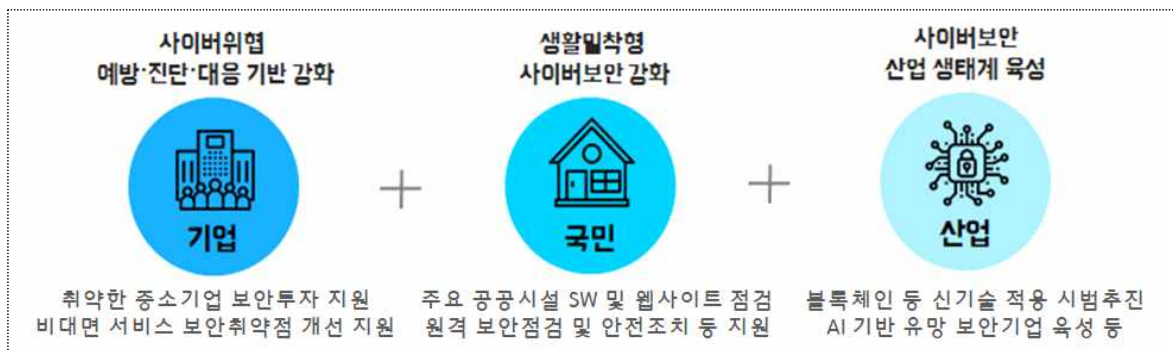 사이버위협
예방·진단·대응 기반 강화
기업
취약한 중소기업 보안투자 지원
비대면 서비스 보안취약점 개선 지원
생활밀착형
사이버보안 강화
국민
주요 공공시설 SW 및 웹사이트 점검
원격 보안점검 및 안전조치 등 지원
사이버보안
산업 생태계 육성
산업
블록체인 등 신기술 적용 시범추진
AI 기반 유망 보안기업 육성 등